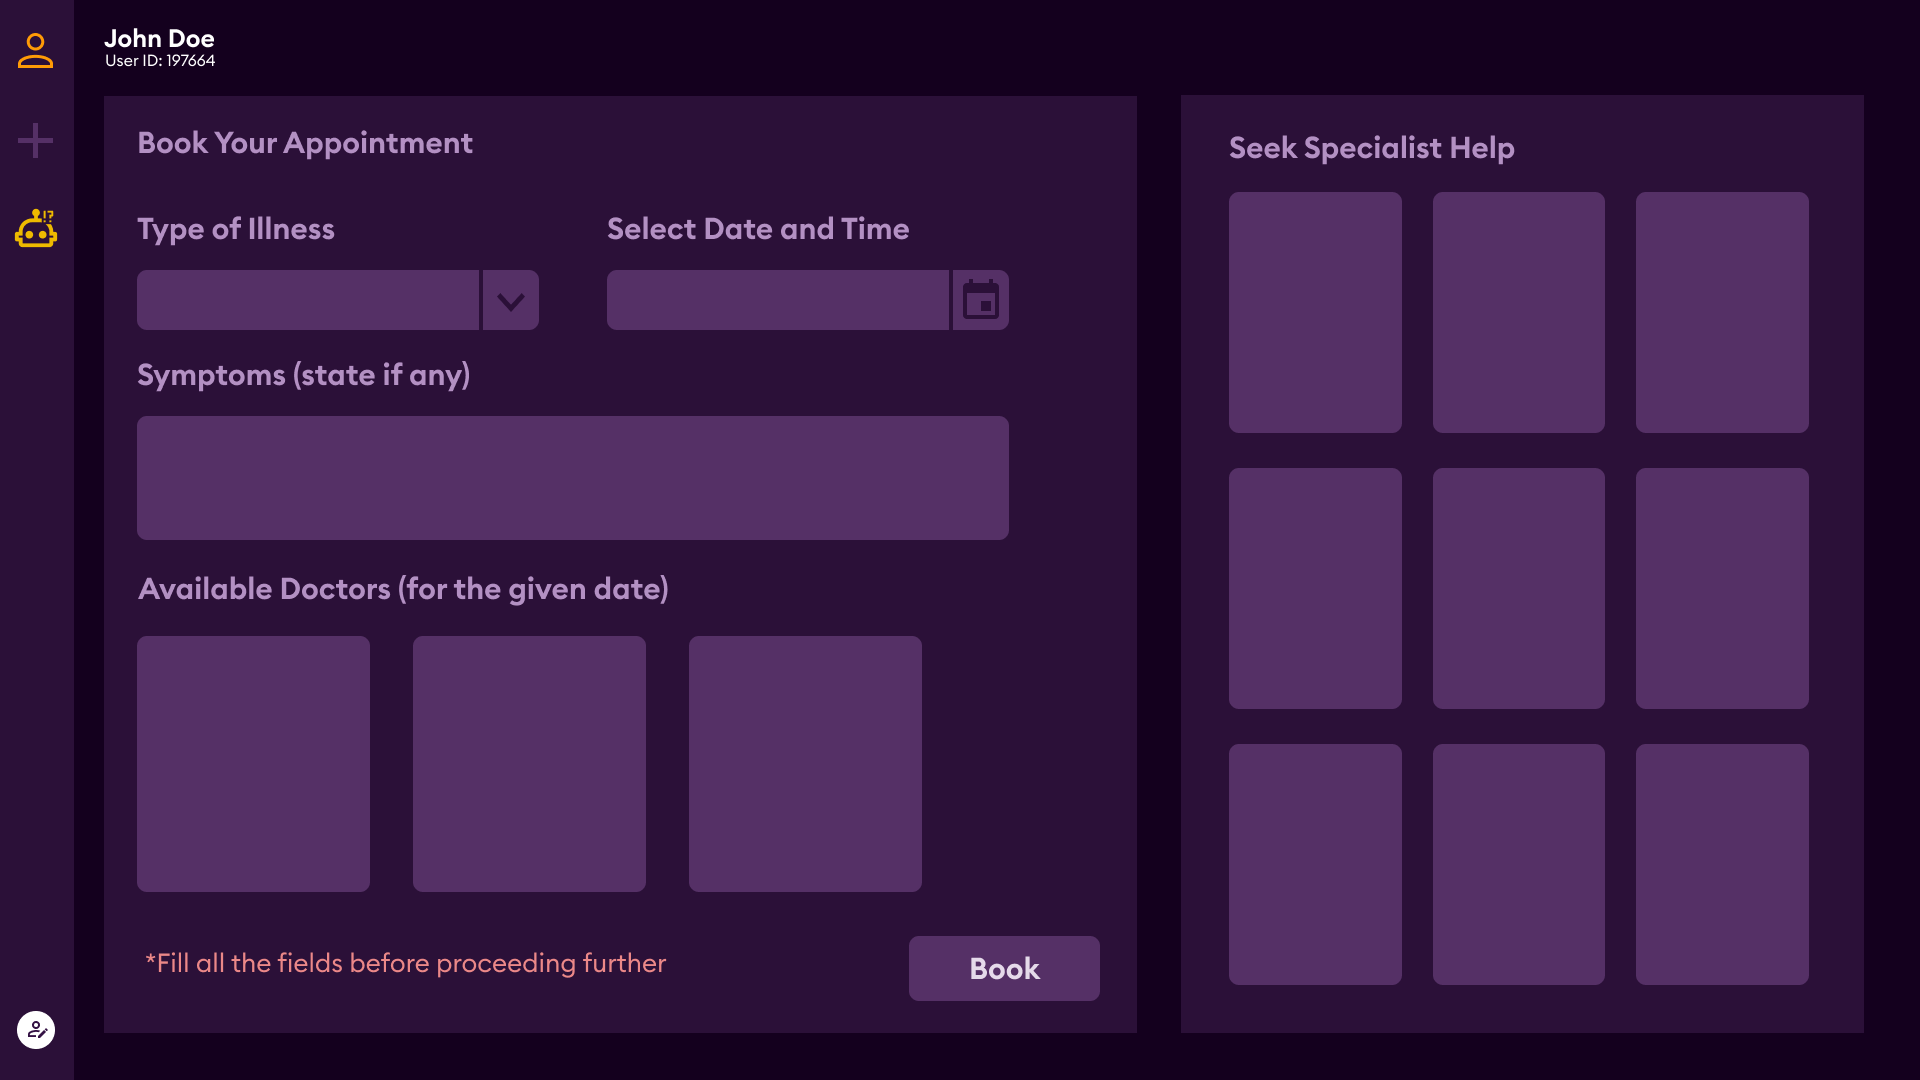 John Doe
User ID: 197664
Book Your Appointment
Type of Illness
Select Date and Time
Symptoms (state if any)
Available Doctors (for the given date)
*Fill all the fields before proceeding further
Book
Seek Specialist Help